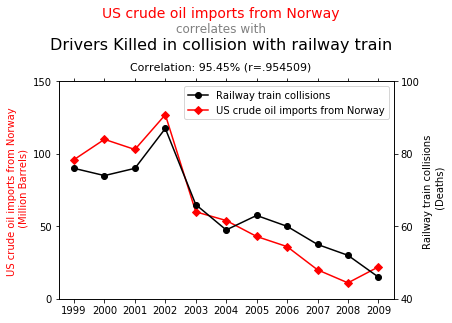 US crude oil imports from Norway
correlates with
Drivers Killed in collision with railway train
Correlation: 95.45% (r=.954509)
Railway train collisions
US crude oil imports from Norway
US crude oil imports from Norway
(Million Barrels)
150
100
50
0
100
80
60
40
Railway train collisions
(Deaths)
1999 2000 2001 2002 2003 2004 2005 2006 2007 2008 2009